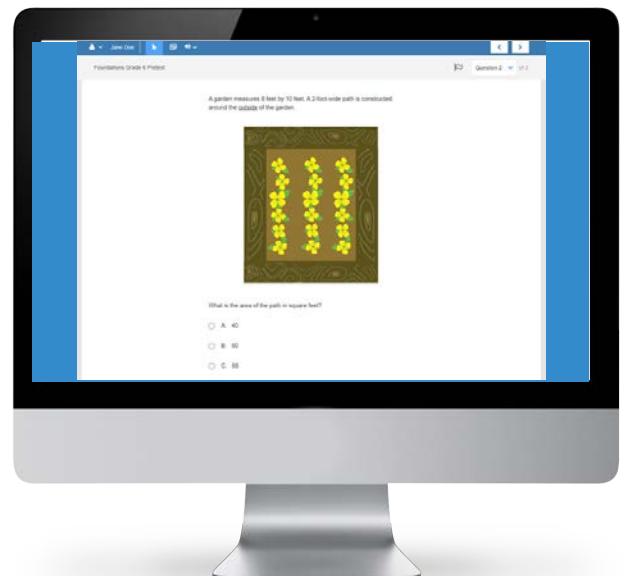 Jane Doe
Foundations Grade 6 Pretest
Question 2 of 2
A garden measures 8 feet by 10 feet. A 2-foot-wide path is constructed
around the outside of the garden.
What is the area of the path in square feet?
A. 40
B. 80
C. 88